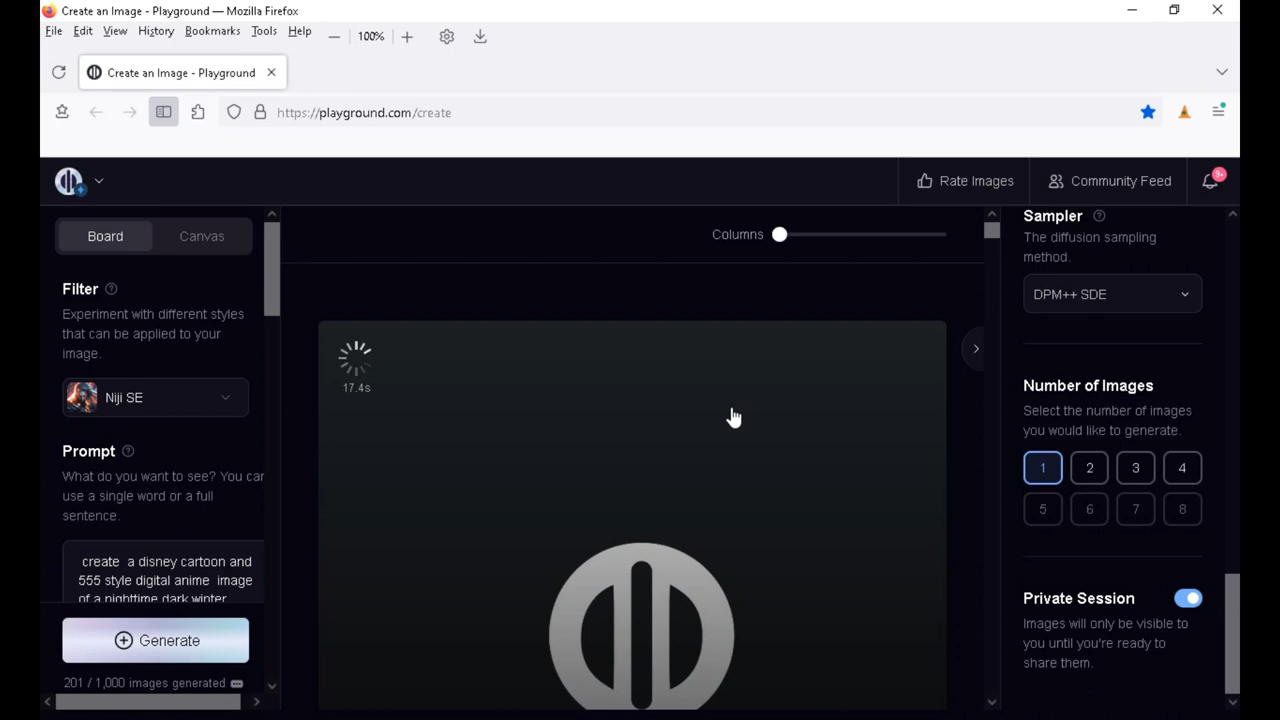 Create an Image - Playground — Mozilla Firefox
File Edit View History Bookmarks Tools Help
100%
Create an Image - Playground
https://playground.com/create
Rate Images
Community Feed
9+
Board
Canvas
Columns
Filter
Experiment with different styles
that can be applied to your
image.
Niji SE
Prompt
What do you want to see? You can
use a single word or a full
sentence.
create a disney cartoon and
555 style digital anime image
of a nighttime dark winter
Generate
201 / 1,000 images generated
17.4s
Sampler
The diffusion sampling
method.
DPM++ SDE
Number of Images
Select the number of images
you would like to generate.
1 2 3 4
5 6 7 8
Private Session
Images will only be visible to
you until you're ready to
share them.